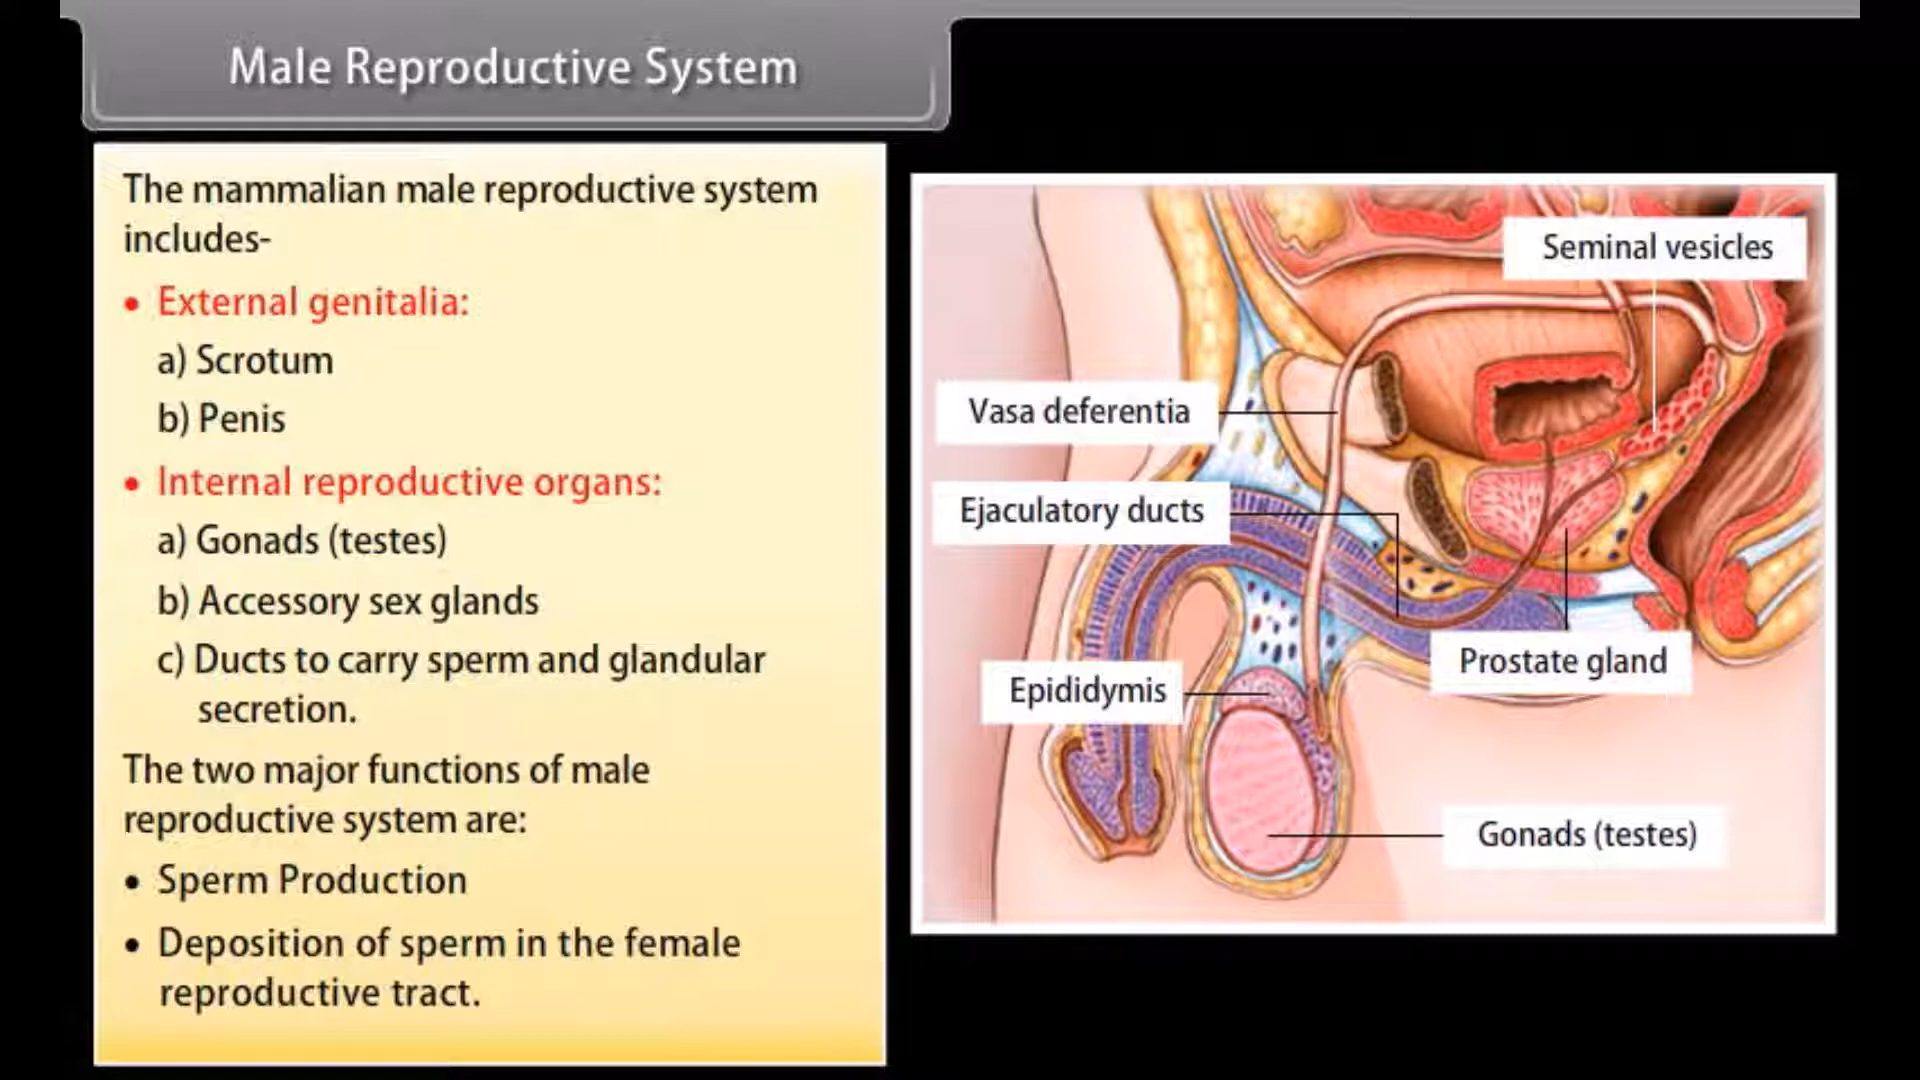 Male Reproductive System
The mammalian male reproductive system
includes-
• External genitalia:
a) Scrotum
b) Penis
• Internal reproductive organs:
a) Gonads (testes)
b) Accessory sex glands
c) Ducts to carry sperm and glandular
secretion.
The two major functions of male
reproductive system are:
• Sperm Production
• Deposition of sperm in the female
reproductive tract.
Seminal vesicles
Vasa deferentia
Ejaculatory ducts
Prostate gland
Epididymis
Gonads (testes)